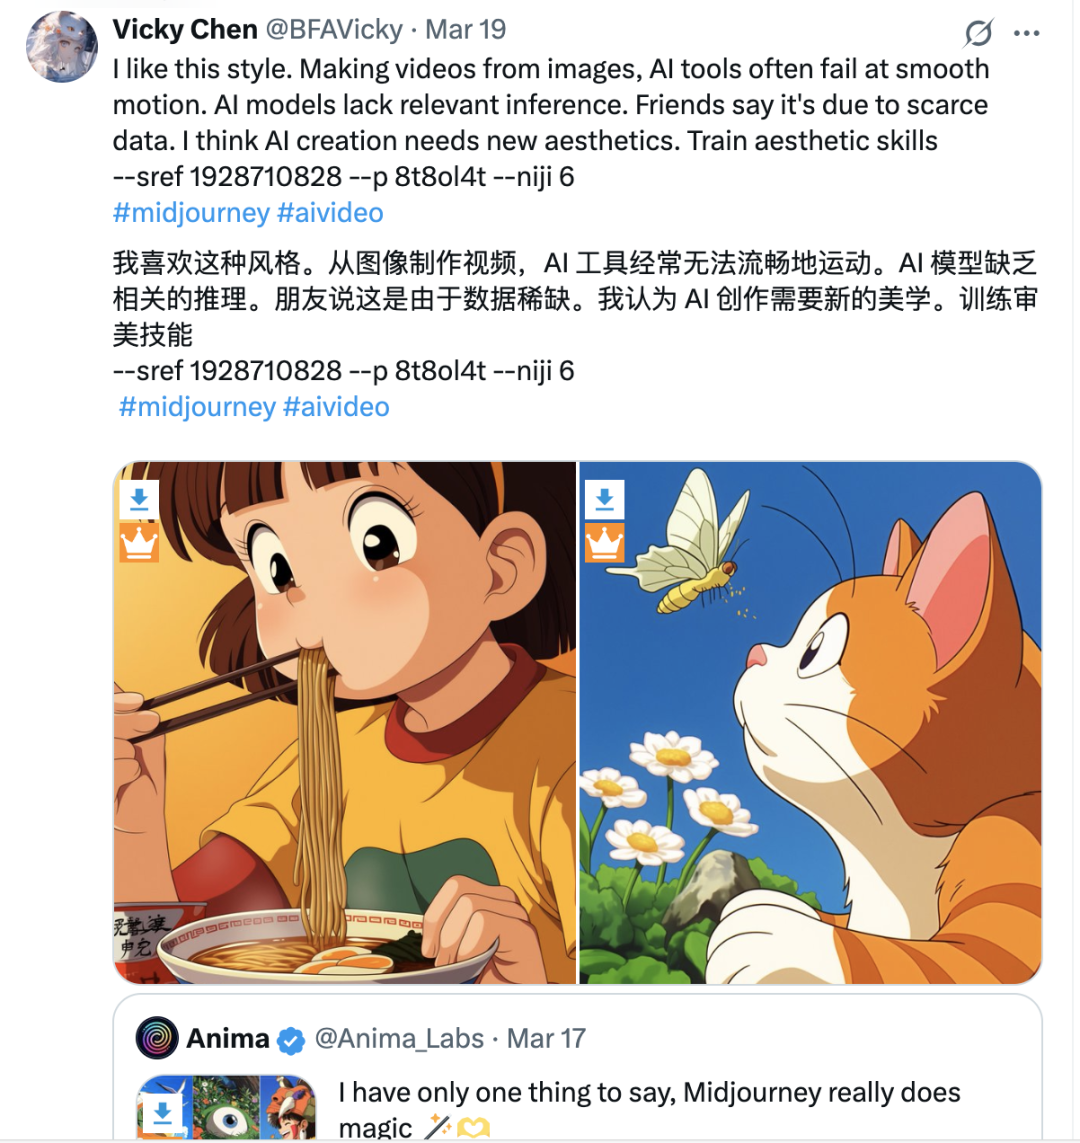 Vicky Chen @BFAVicky · Mar 19
I like this style. Making videos from images, AI tools often fail at smooth
motion. AI models lack relevant inference. Friends say it's due to scarce
data. I think AI creation needs new aesthetics. Train aesthetic skills
--sref 1928710828 --p 8t8ol4t --niji 6
#midjourney #aivideo
我喜欢这种风格。从图像制作视频，AI 工具经常无法流畅地运动。AI 模型缺乏
相关的推理。朋友说这是由于数据稀缺。我认为 AI 创作需要新的美学。训练审
美技能
--sref 1928710828 --p 8t8ol4t --niji 6
#midjourney #aivideo
Anima @Anima_Labs · Mar 17
I have only one thing to say, Midjourney really does
magic 🪄🫶